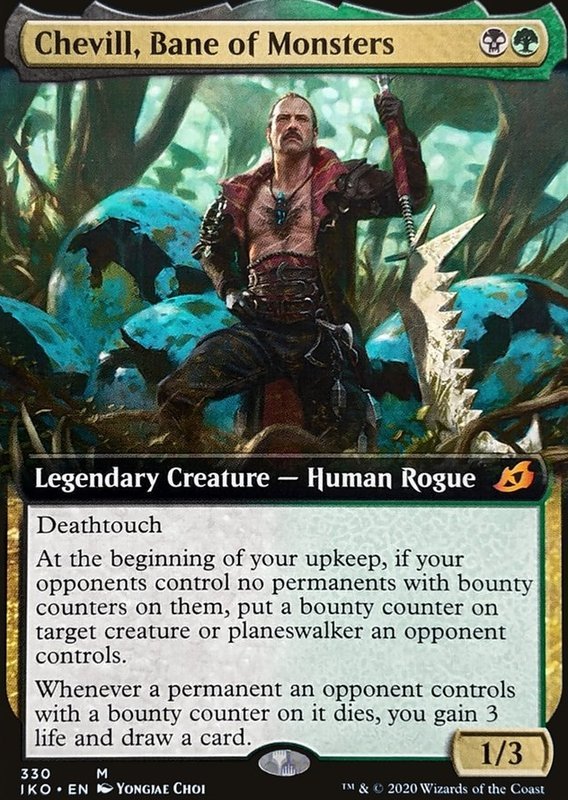 Chevill, Bane of Monsters
Legendary Creature — Human Rogue
Deathtouch
At the beginning of your upkeep, if your
opponents control no permanents with bounty
counters on them, put a bounty counter on
target creature or planeswalker an opponent
controls.
Whenever a permanent an opponent controls
with a bounty counter on it dies, you gain 3
life and draw a card.
1/3
330 M
IKO • EN Yongjae Choi
™ & © 2020 Wizards of the Coast